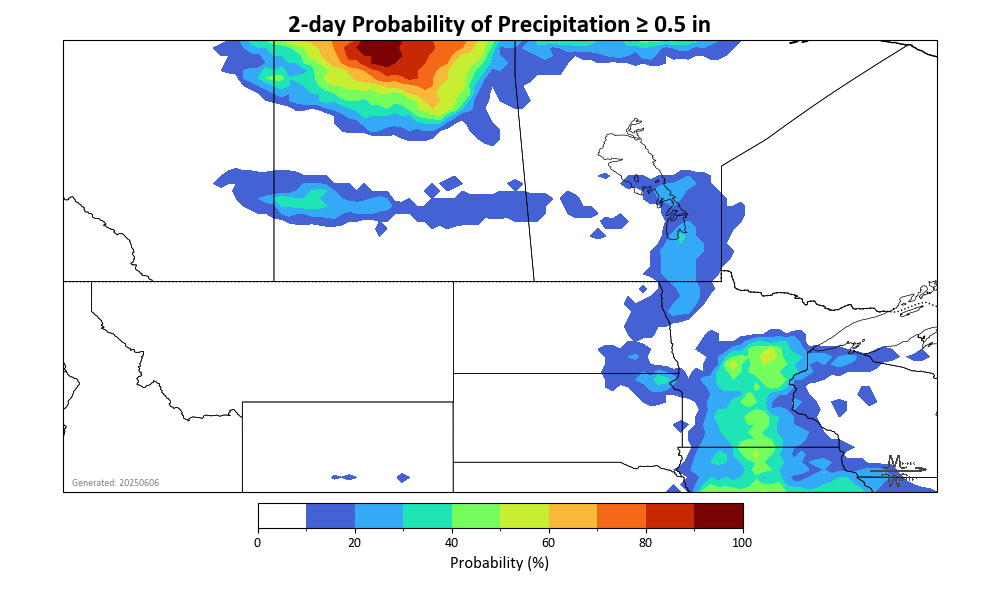 2-day Probability of Precipitation ≥ 0.5 in
Generated: 20250606
0 20 40 60 80 100
Probability (%)